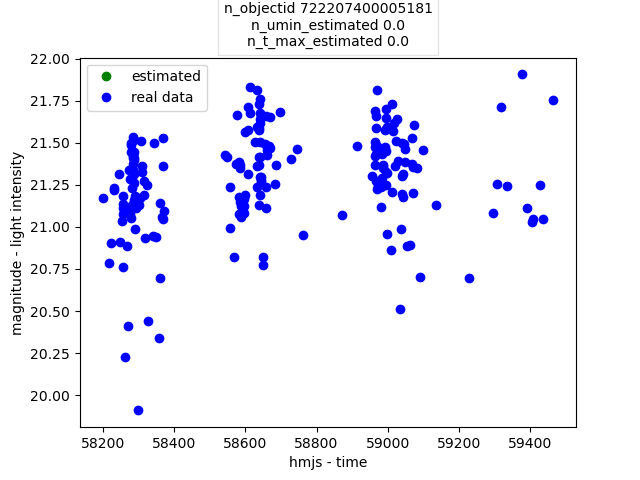 n_objectid 722207400005181
n_umin_estimated 0.0
n_t_max_estimated 0.0
22.00
21.75
21.50
21.25
21.00
20.75
20.50
20.25
20.00
magnitude - light intensity
estimated
real data
58200 58400 58600 58800 59000 59200 59400
hmjs - time